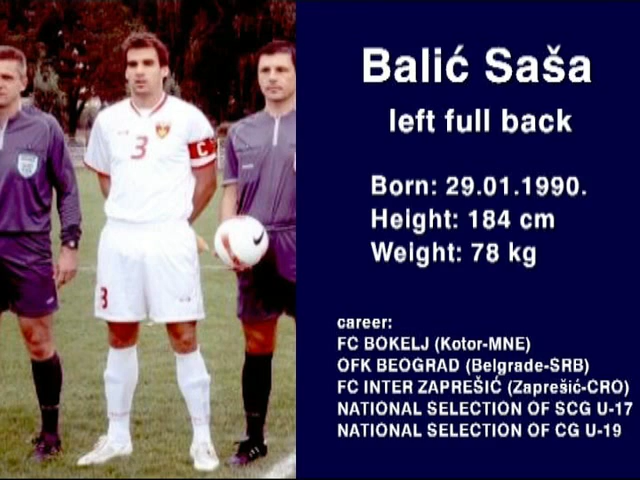 Balić Saša
left full back
Born: 29.01.1990.
Height: 184 cm
Weight: 78 kg
career:
FC BOKELJ (Kotor-MNE)
OFK BEOGRAD (Belgrade-SRB)
FC INTER ZAPREŠIĆ (Zaprešić-CRO)
NATIONAL SELECTION OF SCG U-17
NATIONAL SELECTION OF CG U-19
3
C
3